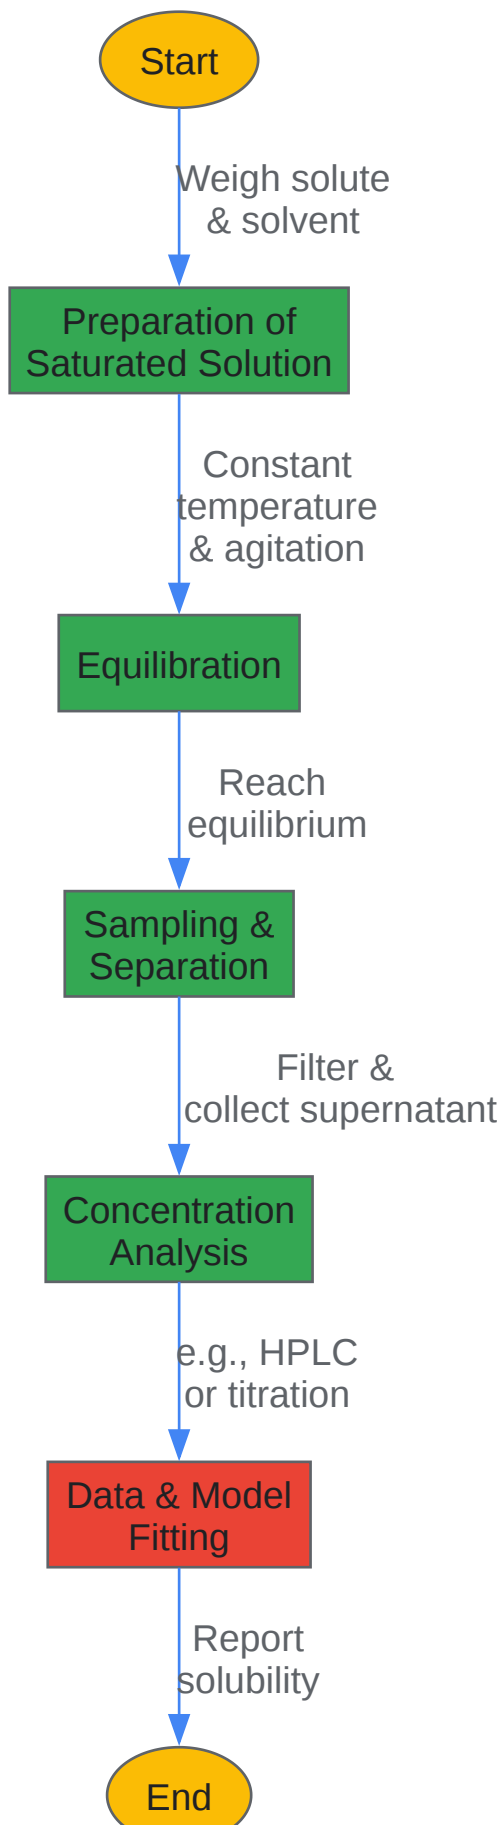 Start
Weigh solute
& solvent
Preparation of
Saturated Solution
Constant
temperature
& agitation
Equilibration
Reach
equilibrium
Sampling &
Separation
Filter &
collect supernatant
Concentration
Analysis
e.g., HPLC
or titration
Data & Model
Fitting
Report
solubility
End